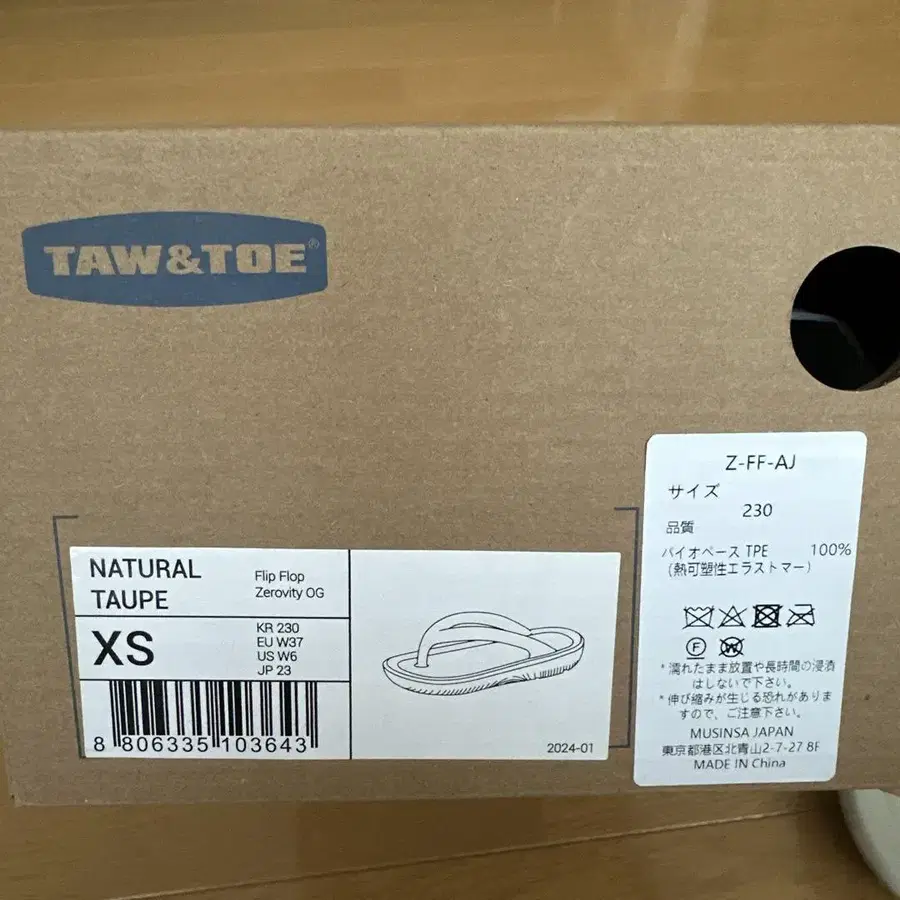 TAW&TOE®
NATURAL
TAUPE
Flip Flop
Zerovity OG
XS
KR 230
EU W37
US W6
JP 23
8 806335 103643
2024-01
Z-FF-AJ
サイズ
230
品質
バイオベース TPE 100%
（熱可塑性エラストマー）
F
W
*濡れたまま放置や長時間の浸漬
はしないで下さい。
*伸び縮みが生じる恐れがありま
すので、ご注意下さい。
MUSINSA JAPAN
東京都港区北青山2-7-27 8F
MADE IN China